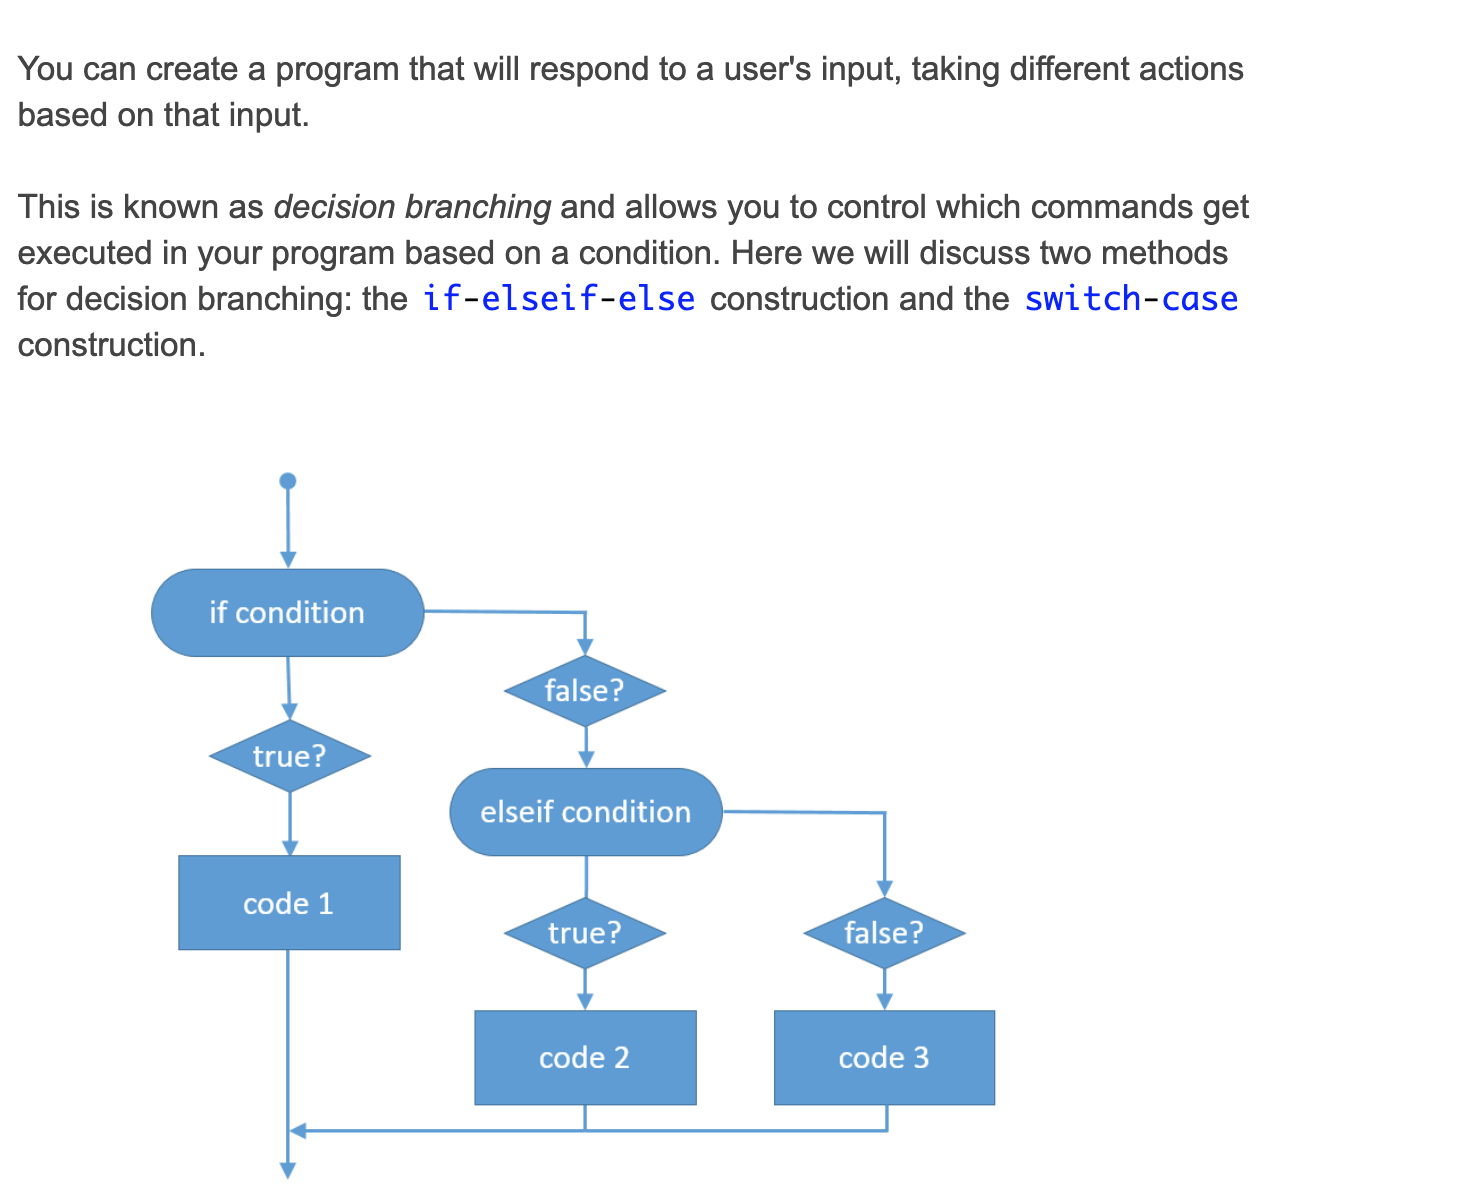 You can create a program that will respond to a user's input, taking different actions
based on that input.
This is known as decision branching and allows you to control which commands get
executed in your program based on a condition. Here we will discuss two methods
for decision branching: the if-elseif-else construction and the switch-case
construction.
if condition
false?
true?
elseif condition
code 1
true?
false?
code 2
code 3